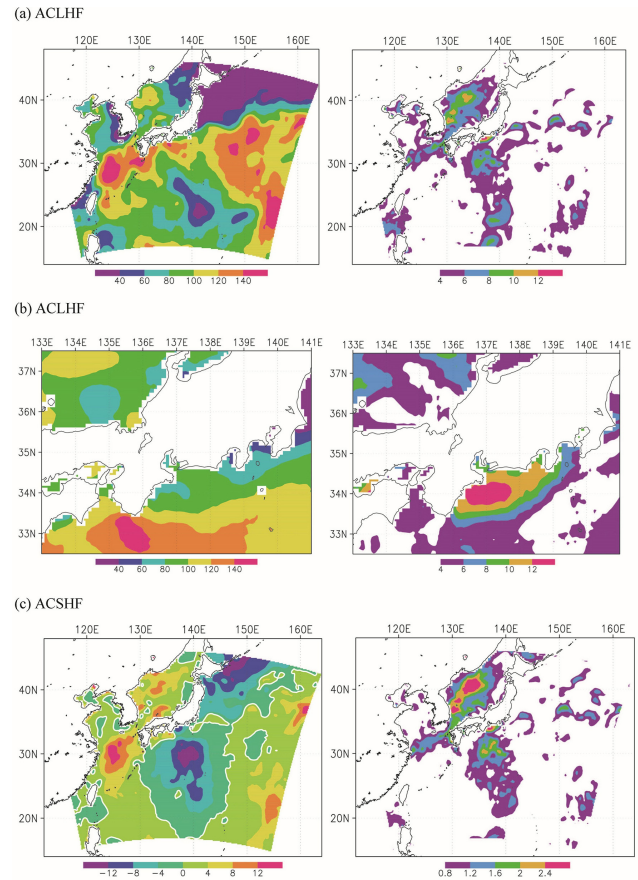 (a) ACLHF
120E 130E 140E 150E 160E
120E 130E 140E 150E 160E
40N
30N
20N
40N
30N
20N
40 60 80 100 120 140
4 6 8 10 12
(b) ACLHF
133E 134E 135E 136E 137E 138E 139E 140E 141E
133E 134E 135E 136E 137E 138E 139E 140E 141E
37N
36N
35N
34N
33N
37N
36N
35N
34N
33N
40 60 80 100 120 140
4 6 8 10 12
(c) ACSHF
120E 130E 140E 150E 160E
120E 130E 140E 150E 160E
40N
30N
20N
40N
30N
20N
-12 -8 -4 0 4 8 12
0.8 1.2 1.6 2 2.4